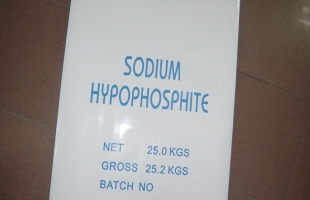 SODIUM
HYPOPHOSPHITE
NET 25.0 KGS
GROSS 25.2 KGS
BATCH NO